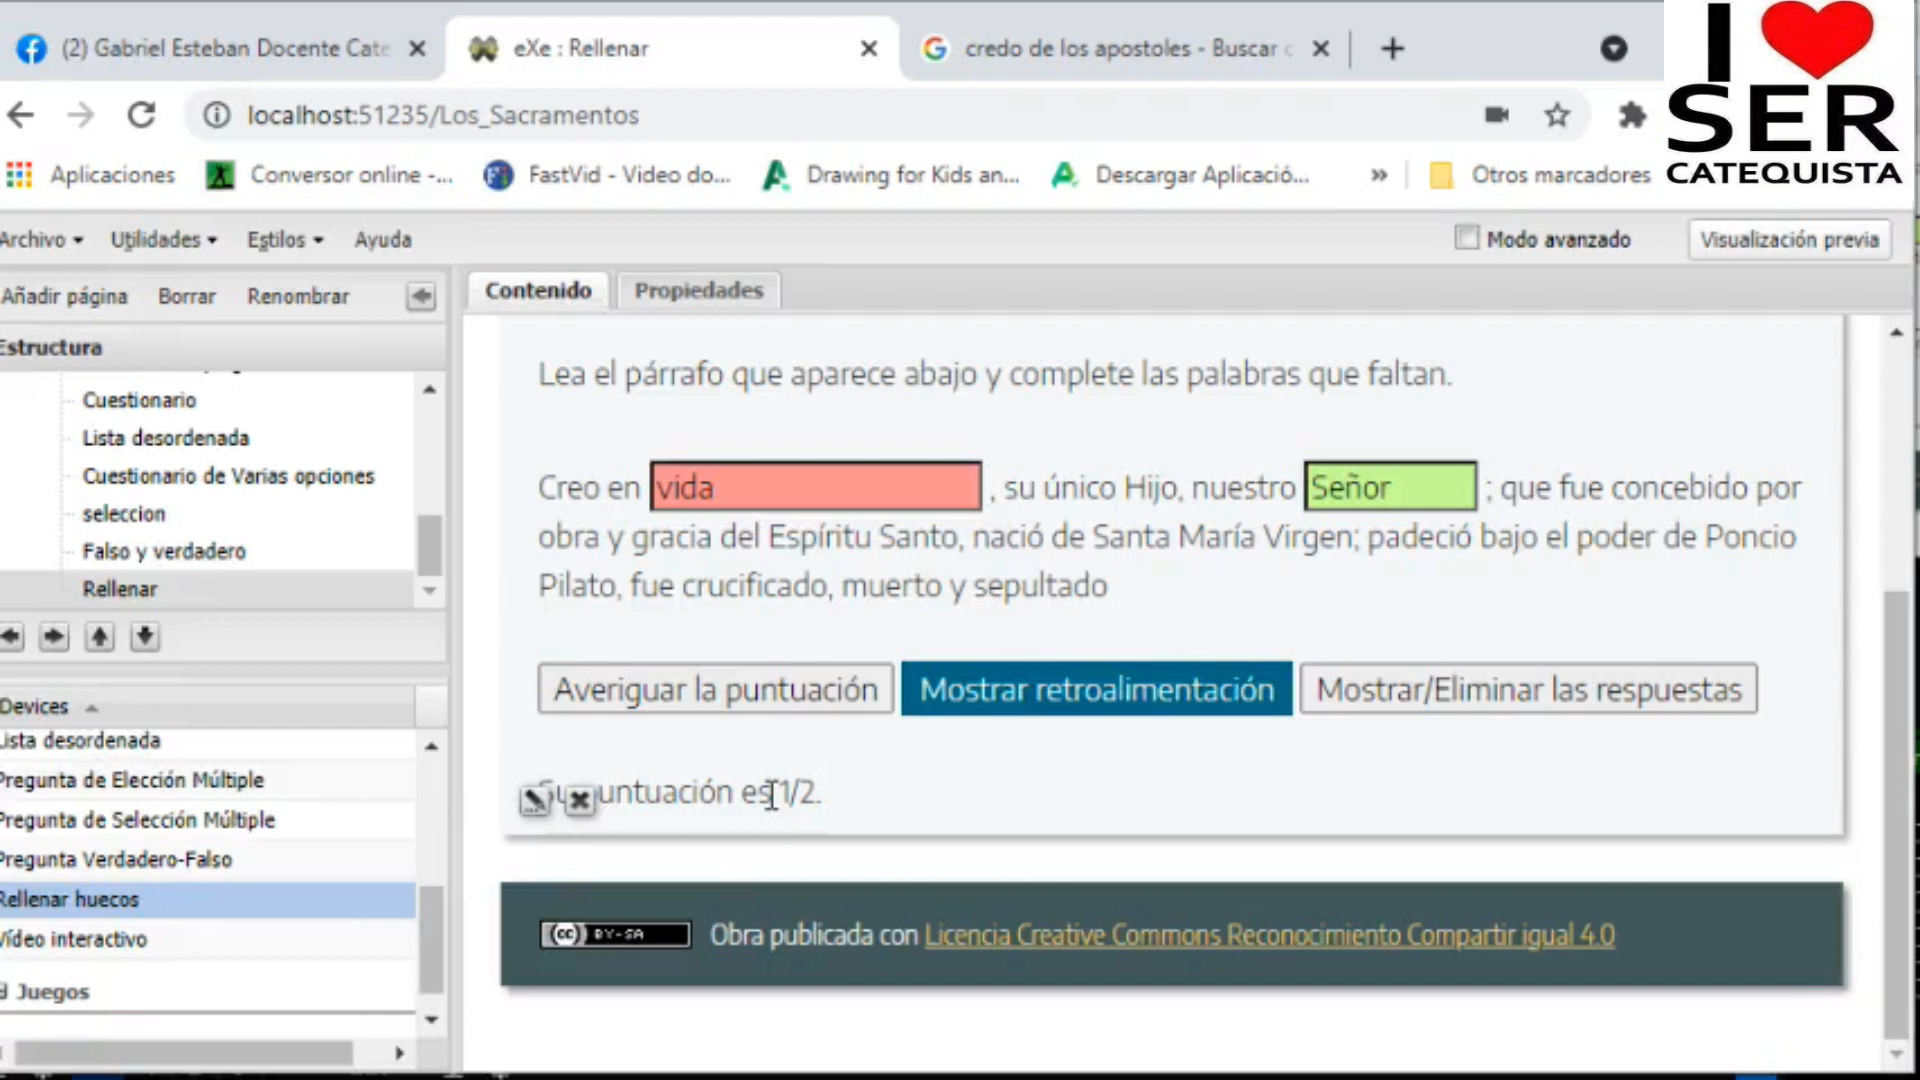 (2) Gabriel Esteban Docente Cate
eXe : Rellenar
credo de los apostoles - Buscar c
I
SER
CATEQUISTA
localhost:51235/Los_Sacramentos
Aplicaciones
Conversor online -...
FastVid - Video do...
Drawing for Kids an...
Descargar Aplicació...
»
Otros marcadores
Archivo
Utilidades
Estilos
Ayuda
Modo avanzado
Visualización previa
Añadir página
Borrar
Renombrar
Contenido
Propiedades
Estructura
Cuestionario
Lista desordenada
Cuestionario de Varias opciones
seleccion
Falso y verdadero
Rellenar
Lea el párrafo que aparece abajo y complete las palabras que faltan.
Creo en vida , su único Hijo, nuestro Señor ; que fue concebido por
obra y gracia del Espíritu Santo, nació de Santa María Virgen; padeció bajo el poder de Poncio
Pilato, fue crucificado, muerto y sepultado
Averiguar la puntuación
Mostrar retroalimentación
Mostrar/Eliminar las respuestas
Su puntuación es 1/2.
Devices
Lista desordenada
Pregunta de Elección Múltiple
Pregunta de Selección Múltiple
Pregunta Verdadero-Falso
Rellenar huecos
Vídeo interactivo
Juegos
(cc) BY-SA
Obra publicada con Licencia Creative Commons Reconocimiento Compartir igual 4.0